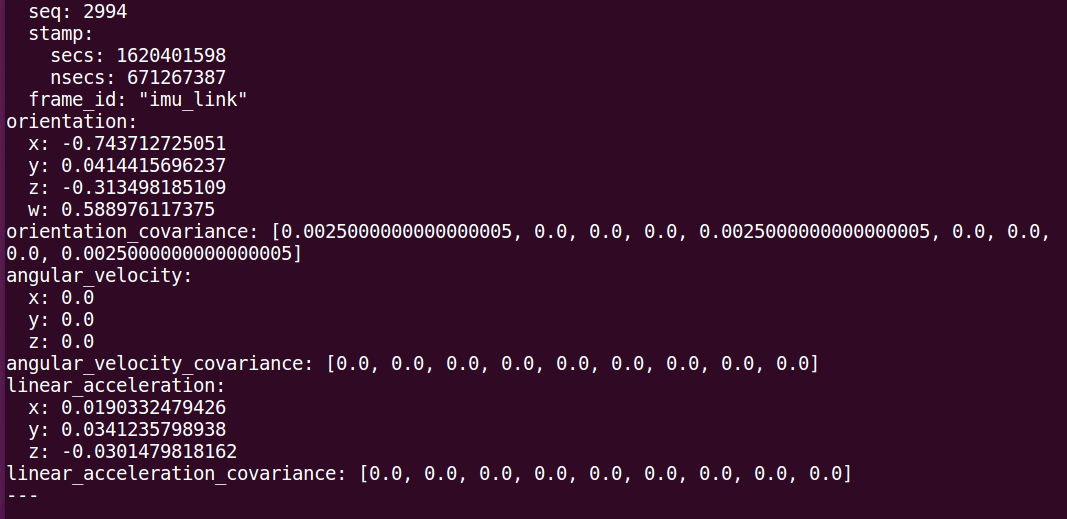 seq: 2994
stamp:
secs: 1620401598
nsecs: 671267387
frame_id: "imu_link"
orientation:
x: -0.743712725051
y: 0.0414415696237
z: -0.313498185109
w: 0.588976117375
orientation_covariance: [0.0025000000000000005, 0.0, 0.0, 0.0, 0.0025000000000000005, 0.0, 0.0,
0.0, 0.0025000000000000005]
angular_velocity:
x: 0.0
y: 0.0
z: 0.0
angular_velocity_covariance: [0.0, 0.0, 0.0, 0.0, 0.0, 0.0, 0.0, 0.0, 0.0]
linear_acceleration:
x: 0.0190332479426
y: 0.0341235798938
z: -0.0301479818162
linear_acceleration_covariance: [0.0, 0.0, 0.0, 0.0, 0.0, 0.0, 0.0, 0.0, 0.0]
---